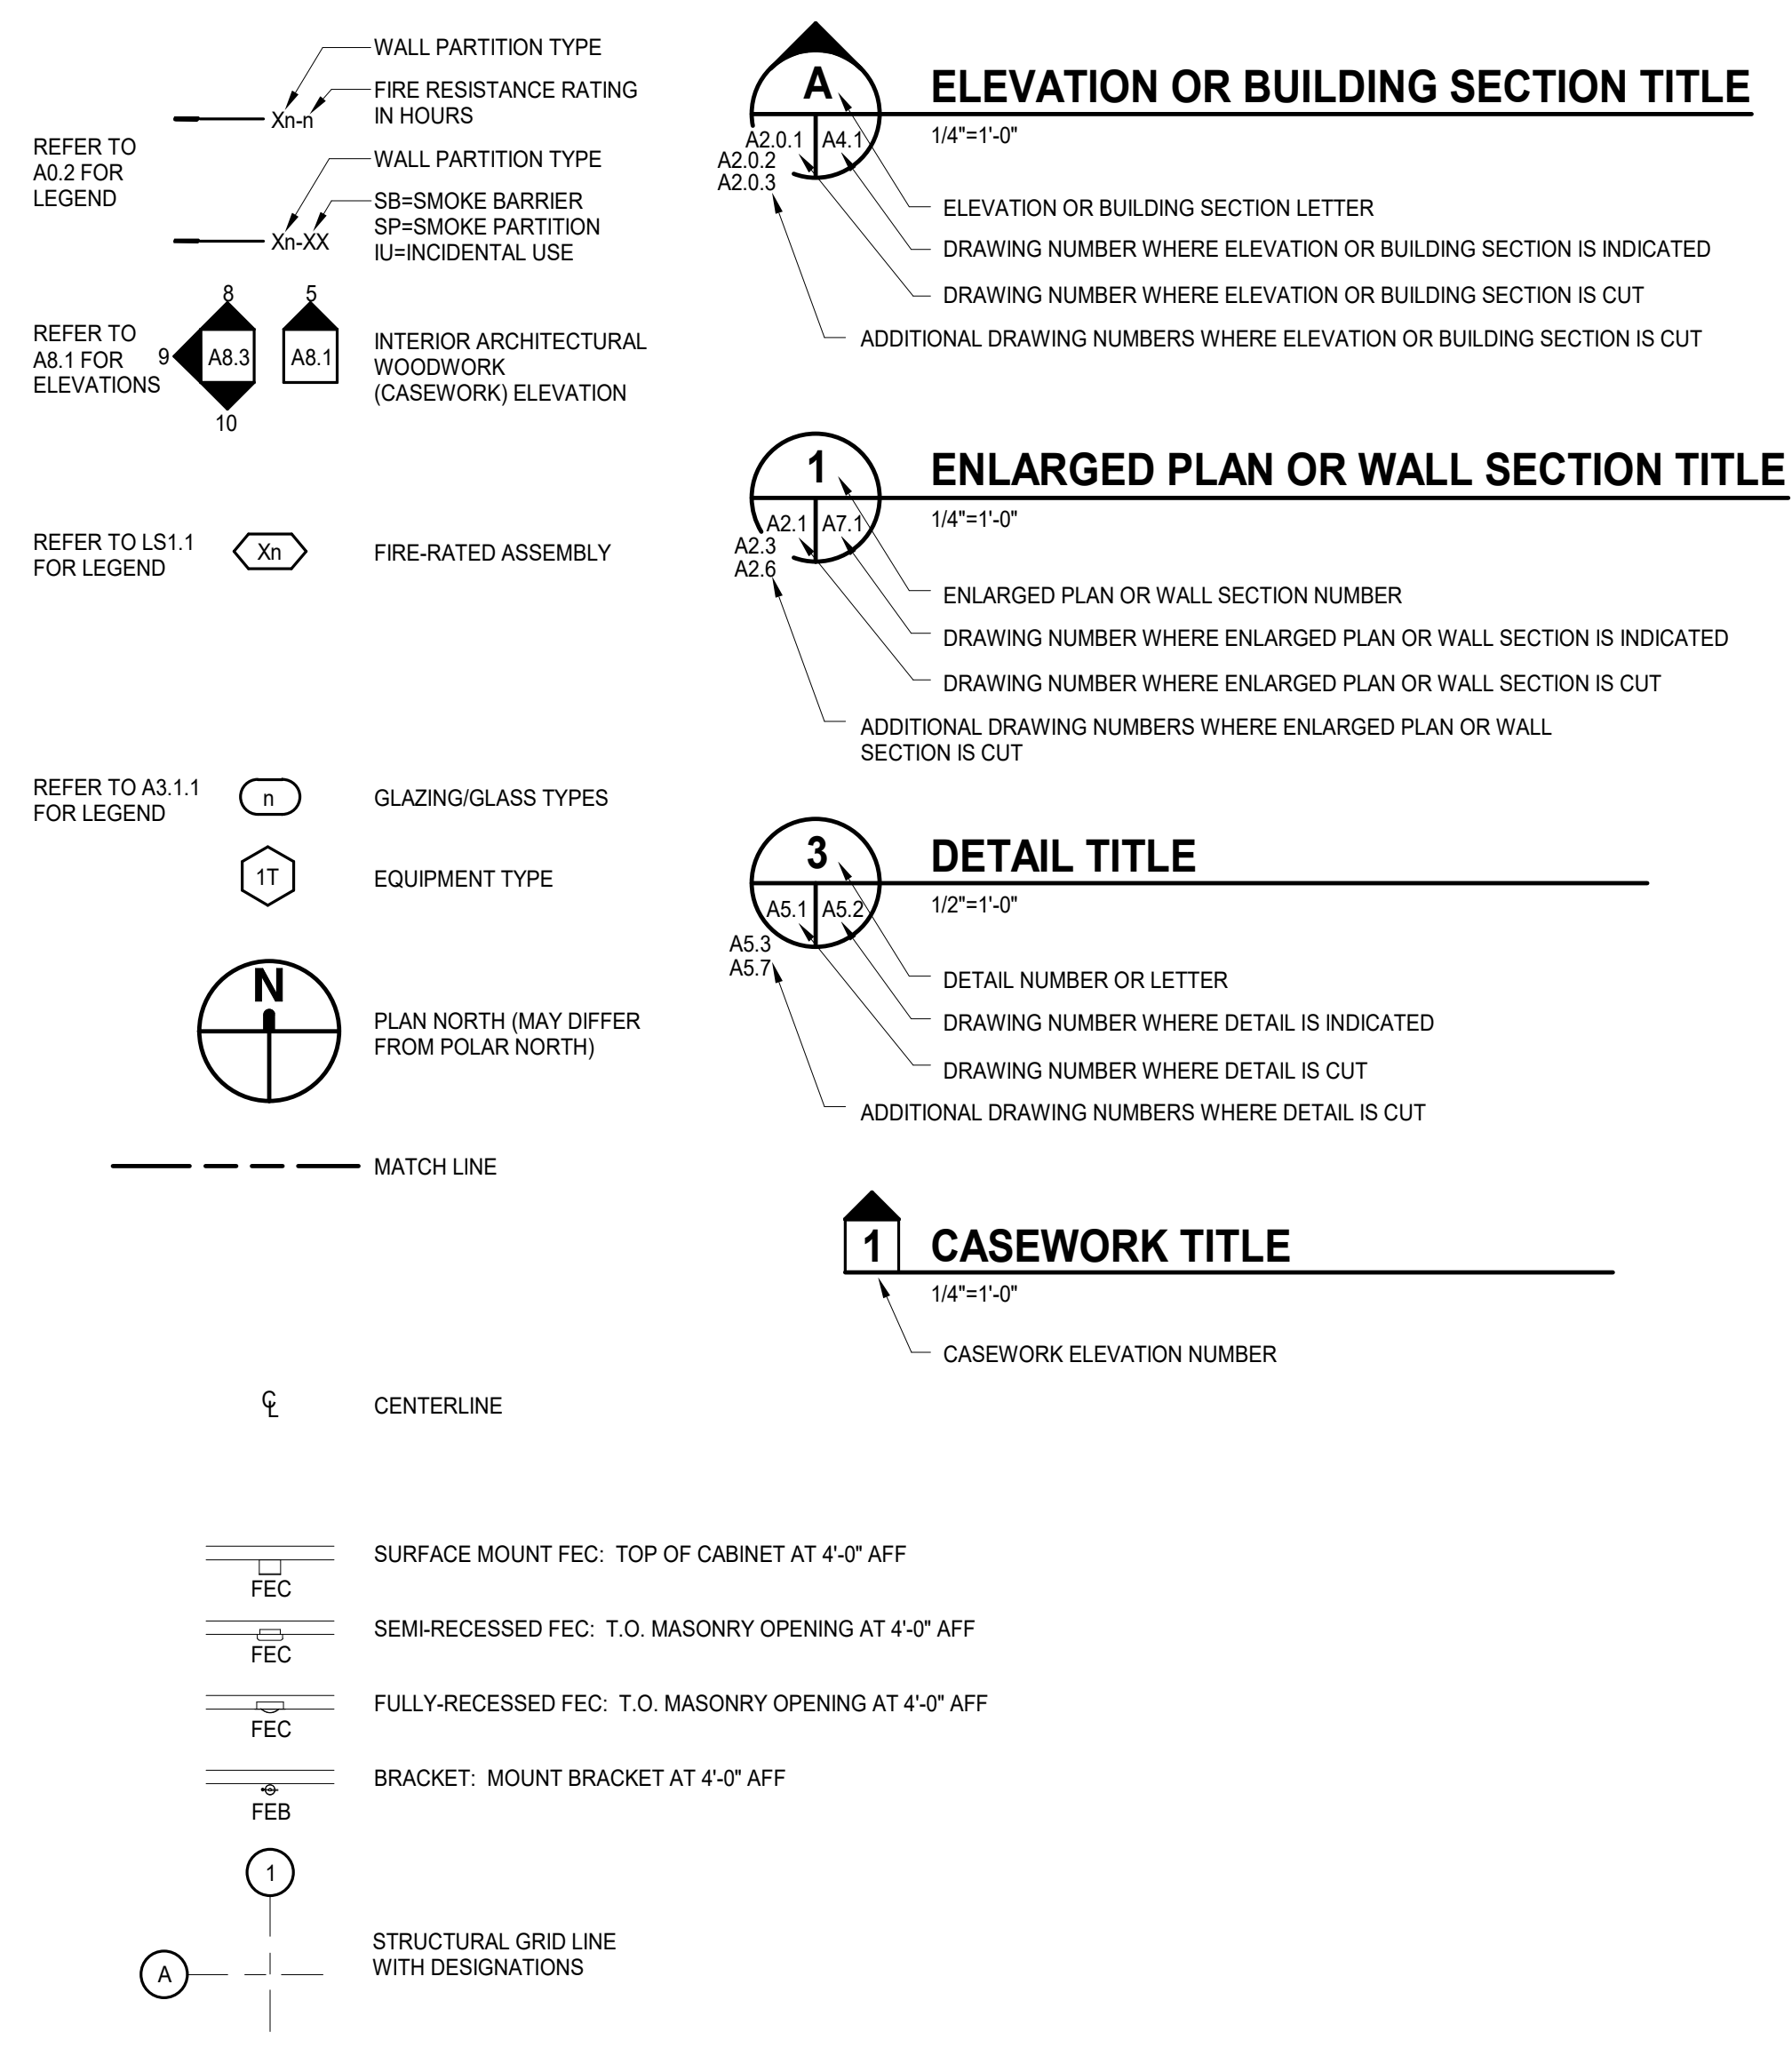 WALL PARTITION TYPE
FIRE RESISTANCE RATING
IN HOURS
Xn-n
REFER TO
A0.2 FOR
LEGEND
WALL PARTITION TYPE
SB=SMOKE BARRIER
SP=SMOKE PARTITION
IU=INCIDENTAL USE
Xn-XX
8
5
REFER TO
A8.1 FOR
ELEVATIONS
9
A8.3
A8.1
10
INTERIOR ARCHITECTURAL
WOODWORK
(CASEWORK) ELEVATION
REFER TO LS1.1
FOR LEGEND
Xn
FIRE-RATED ASSEMBLY
REFER TO A3.1.1
FOR LEGEND
n
GLAZING/GLASS TYPES
1T
EQUIPMENT TYPE
N
PLAN NORTH (MAY DIFFER
FROM POLAR NORTH)
MATCH LINE
CL
CENTERLINE
FEC
SURFACE MOUNT FEC: TOP OF CABINET AT 4'-0" AFF
FEC
SEMI-RECESSED FEC: T.O. MASONRY OPENING AT 4'-0" AFF
FEC
FULLY-RECESSED FEC: T.O. MASONRY OPENING AT 4'-0" AFF
FEB
BRACKET: MOUNT BRACKET AT 4'-0" AFF
1
A
STRUCTURAL GRID LINE
WITH DESIGNATIONS
A
ELEVATION OR BUILDING SECTION TITLE
1/4"=1'-0"
A2.0.1
A4.1
A2.0.2
A2.0.3
ELEVATION OR BUILDING SECTION LETTER
DRAWING NUMBER WHERE ELEVATION OR BUILDING SECTION IS INDICATED
DRAWING NUMBER WHERE ELEVATION OR BUILDING SECTION IS CUT
ADDITIONAL DRAWING NUMBERS WHERE ELEVATION OR BUILDING SECTION IS CUT
1
ENLARGED PLAN OR WALL SECTION TITLE
1/4"=1'-0"
A2.1
A7.1
A2.3
A2.6
ENLARGED PLAN OR WALL SECTION NUMBER
DRAWING NUMBER WHERE ENLARGED PLAN OR WALL SECTION IS INDICATED
DRAWING NUMBER WHERE ENLARGED PLAN OR WALL SECTION IS CUT
ADDITIONAL DRAWING NUMBERS WHERE ENLARGED PLAN OR WALL
SECTION IS CUT
3
DETAIL TITLE
1/2"=1'-0"
A5.1
A5.2
A5.3
A5.7
DETAIL NUMBER OR LETTER
DRAWING NUMBER WHERE DETAIL IS INDICATED
DRAWING NUMBER WHERE DETAIL IS CUT
ADDITIONAL DRAWING NUMBERS WHERE DETAIL IS CUT
1
CASEWORK TITLE
1/4"=1'-0"
CASEWORK ELEVATION NUMBER